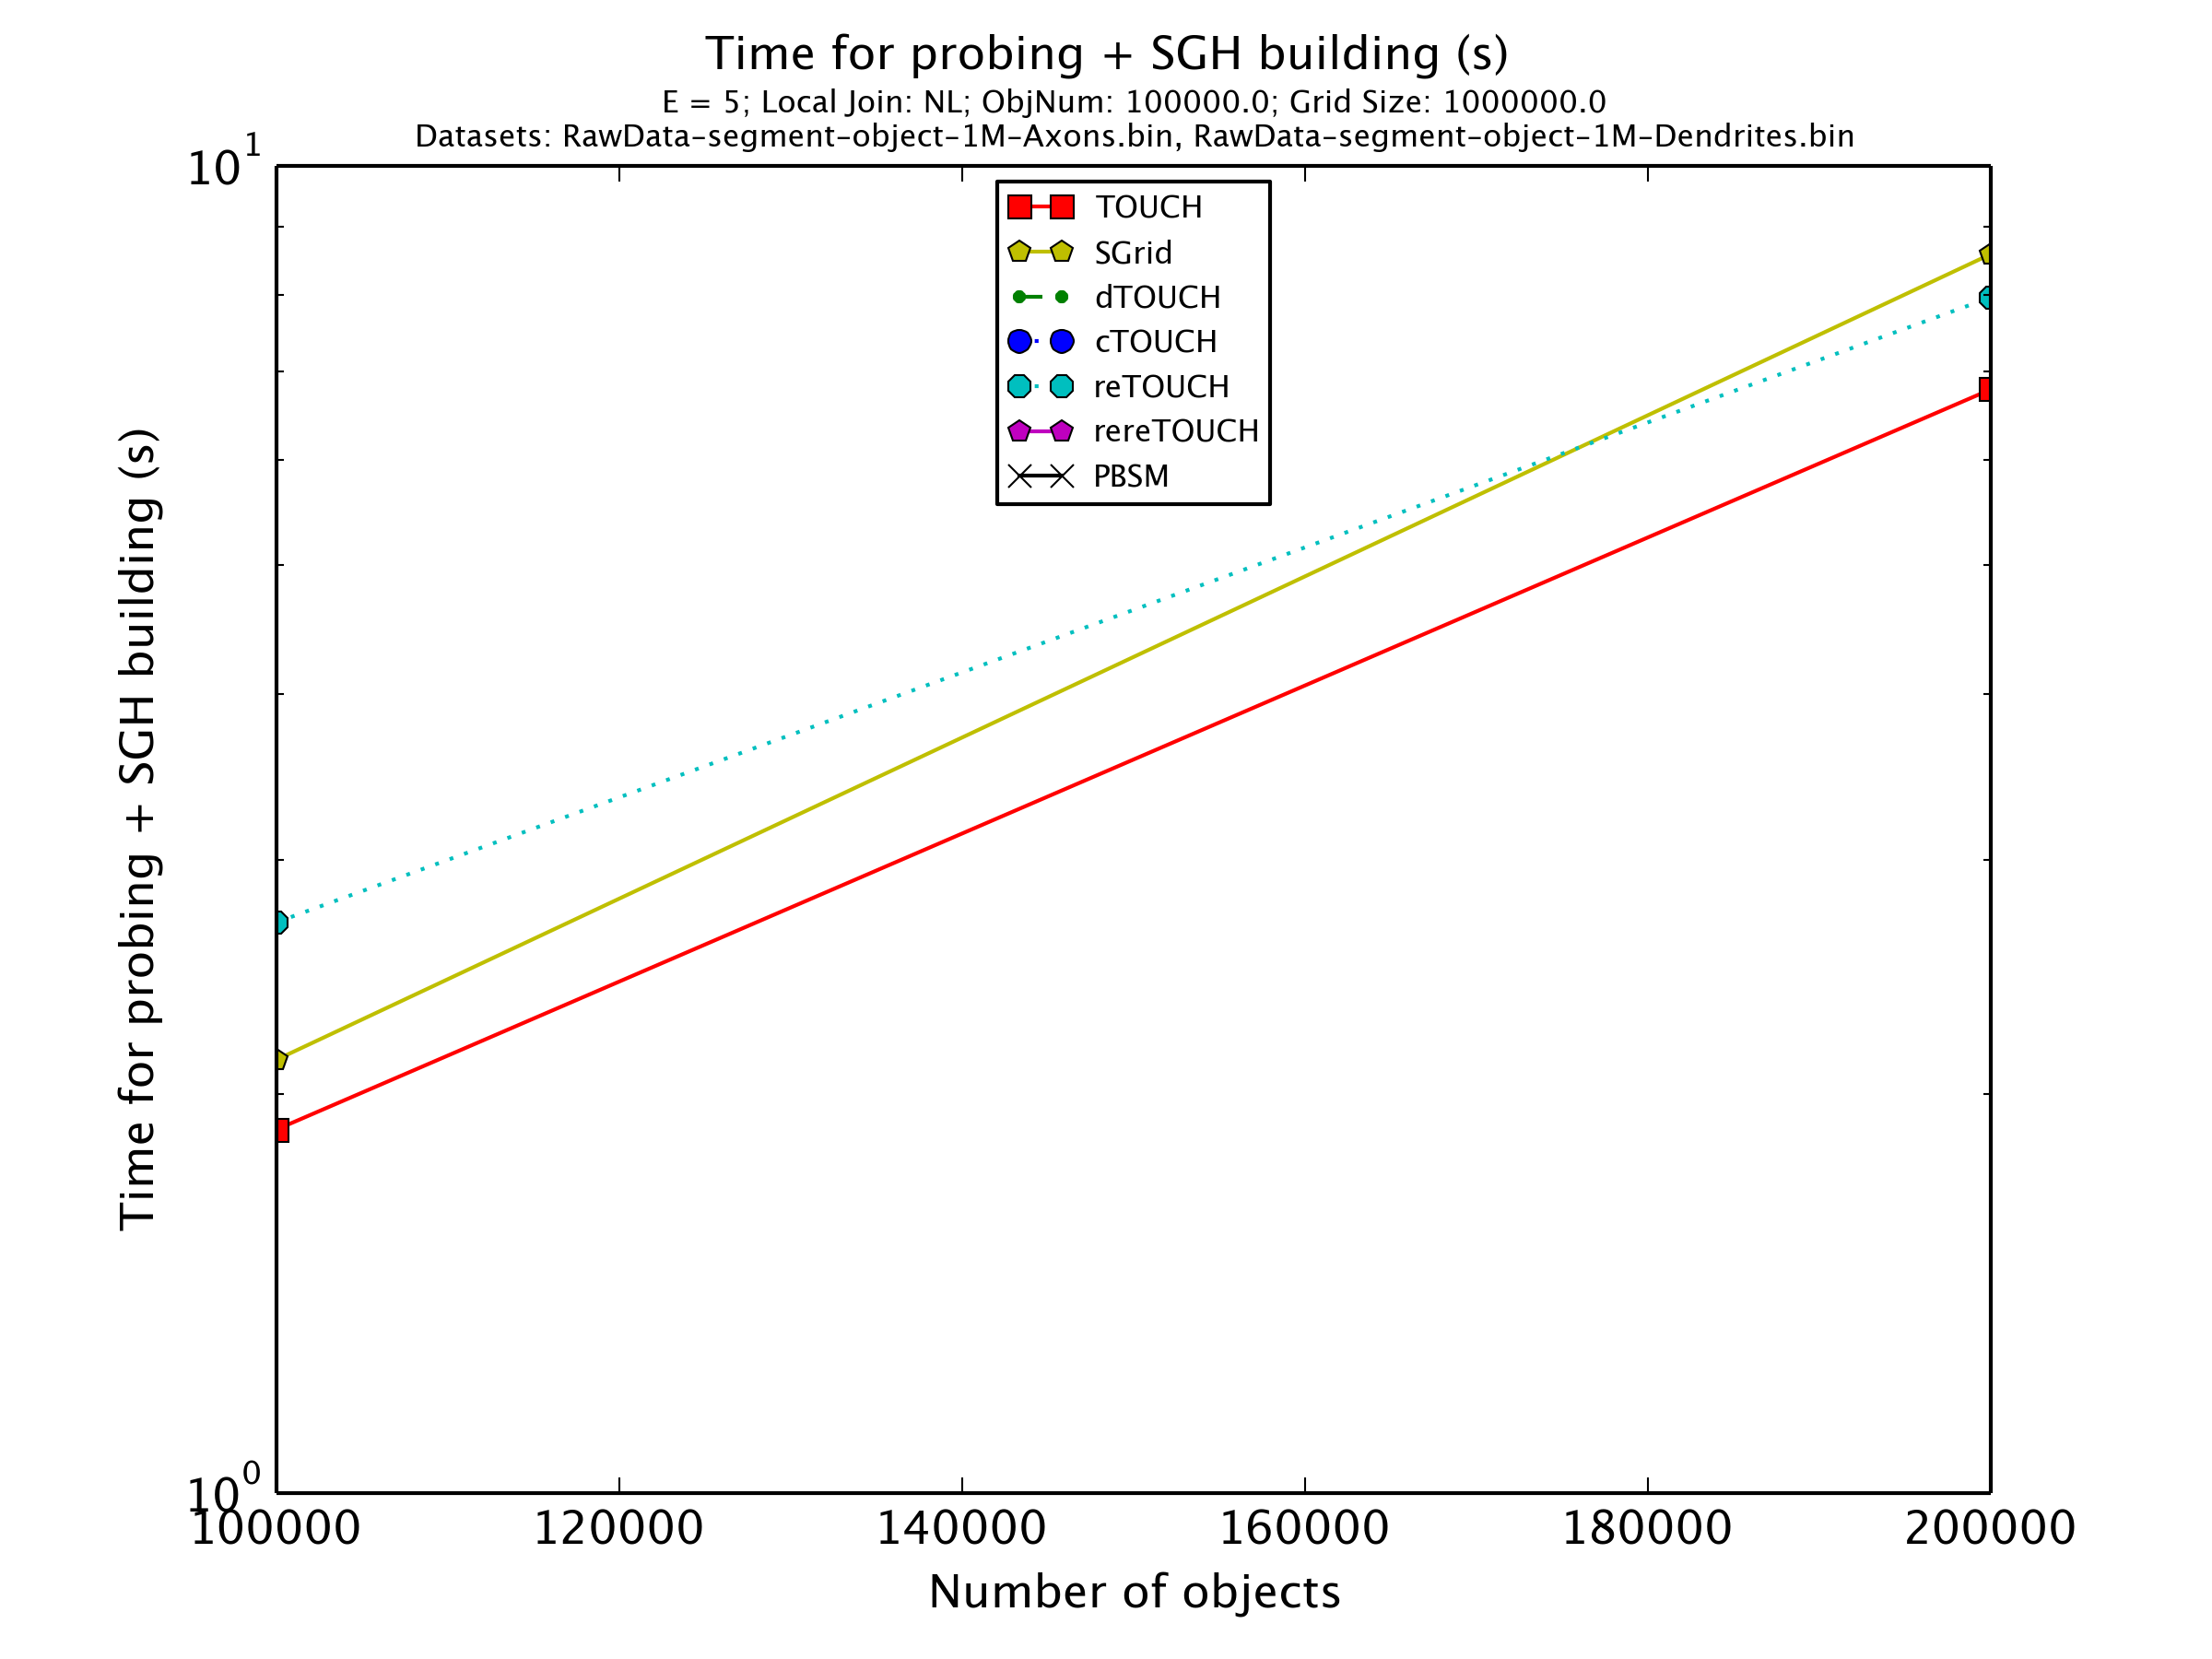 Time for probing + SGH building (s)
E = 5; Local Join: NL; ObjNum: 100000.0; Grid Size: 1000000.0
Datasets: RawData-segment-object-1M-Axons.bin, RawData-segment-object-1M-Dendrites.bin
10^1
TOUCH
SGrid
dTOUCH
cTOUCH
reTOUCH
rereTOUCH
PBSM
Time for probing + SGH building (s)
10^0
100000 120000 140000 160000 180000 200000
Number of objects